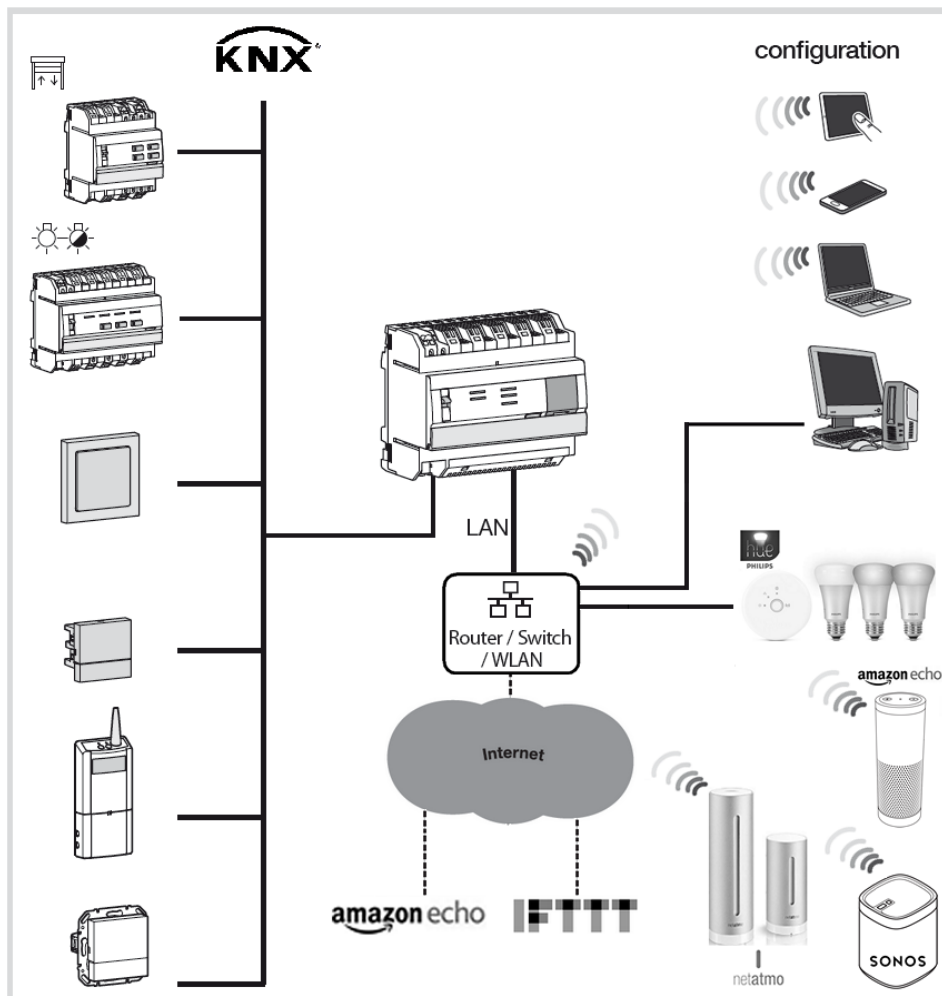 KNX®
configuration
LAN
Router / Switch
/ WLAN
hue
PHILIPS
amazon echo
Internet
amazon echo
IFTTT
netatmo
SONOS